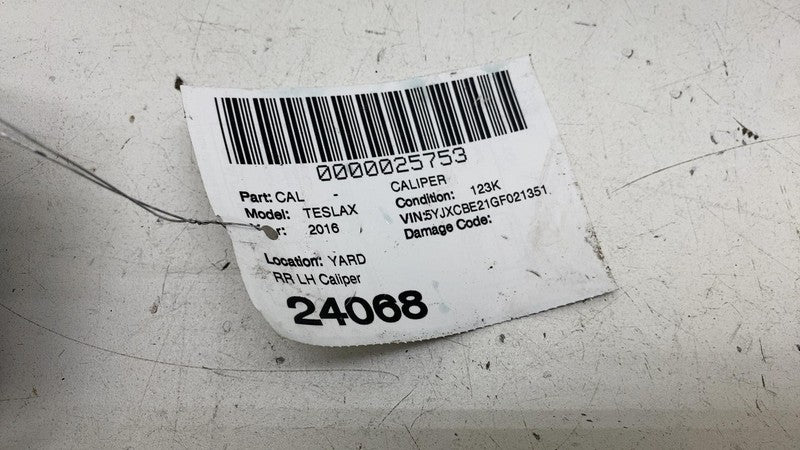 0000025753
Part: CAL - CALIPER
Model: TESLAX Condition: 123K
2016 VIN:5YJXCBE21GF021351
Damage Code:
Location: YARD
RR LH Caliper
24068